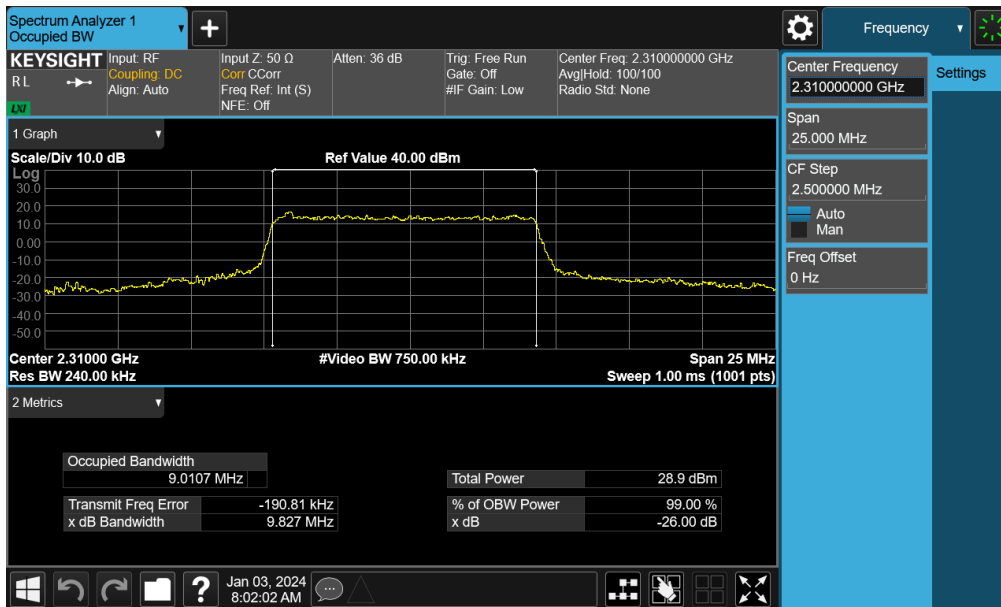 Spectrum Analyzer 1
Occupied BW
Frequency
KEYSIGHT
R L
LXI
Input: RF
Coupling: DC
Align: Auto
Input Z: 50 Ω
Corr CCorr
Freq Ref: Int (S)
NFE: Off
Atten: 36 dB
Trig: Free Run
Gate: Off
#IF Gain: Low
Center Freq: 2.310000000 GHz
Avg|Hold: 100/100
Radio Std: None
Center Frequency
2.310000000 GHz
Settings
Span
25.000 MHz
CF Step
2.500000 MHz
Auto
Man
Freq Offset
0 Hz
1 Graph
Scale/Div 10.0 dB
Ref Value 40.00 dBm
Log
30.0
20.0
10.0
0.00
-10.0
-20.0
-30.0
-40.0
-50.0
Center 2.31000 GHz
#Video BW 750.00 kHz
Span 25 MHz
Res BW 240.00 kHz
Sweep 1.00 ms (1001 pts)
2 Metrics
Occupied Bandwidth
9.0107 MHz
Total Power 28.9 dBm
Transmit Freq Error -190.81 kHz
% of OBW Power 99.00 %
x dB Bandwidth 9.827 MHz
x dB -26.00 dB
Jan 03, 2024
8:02:02 AM